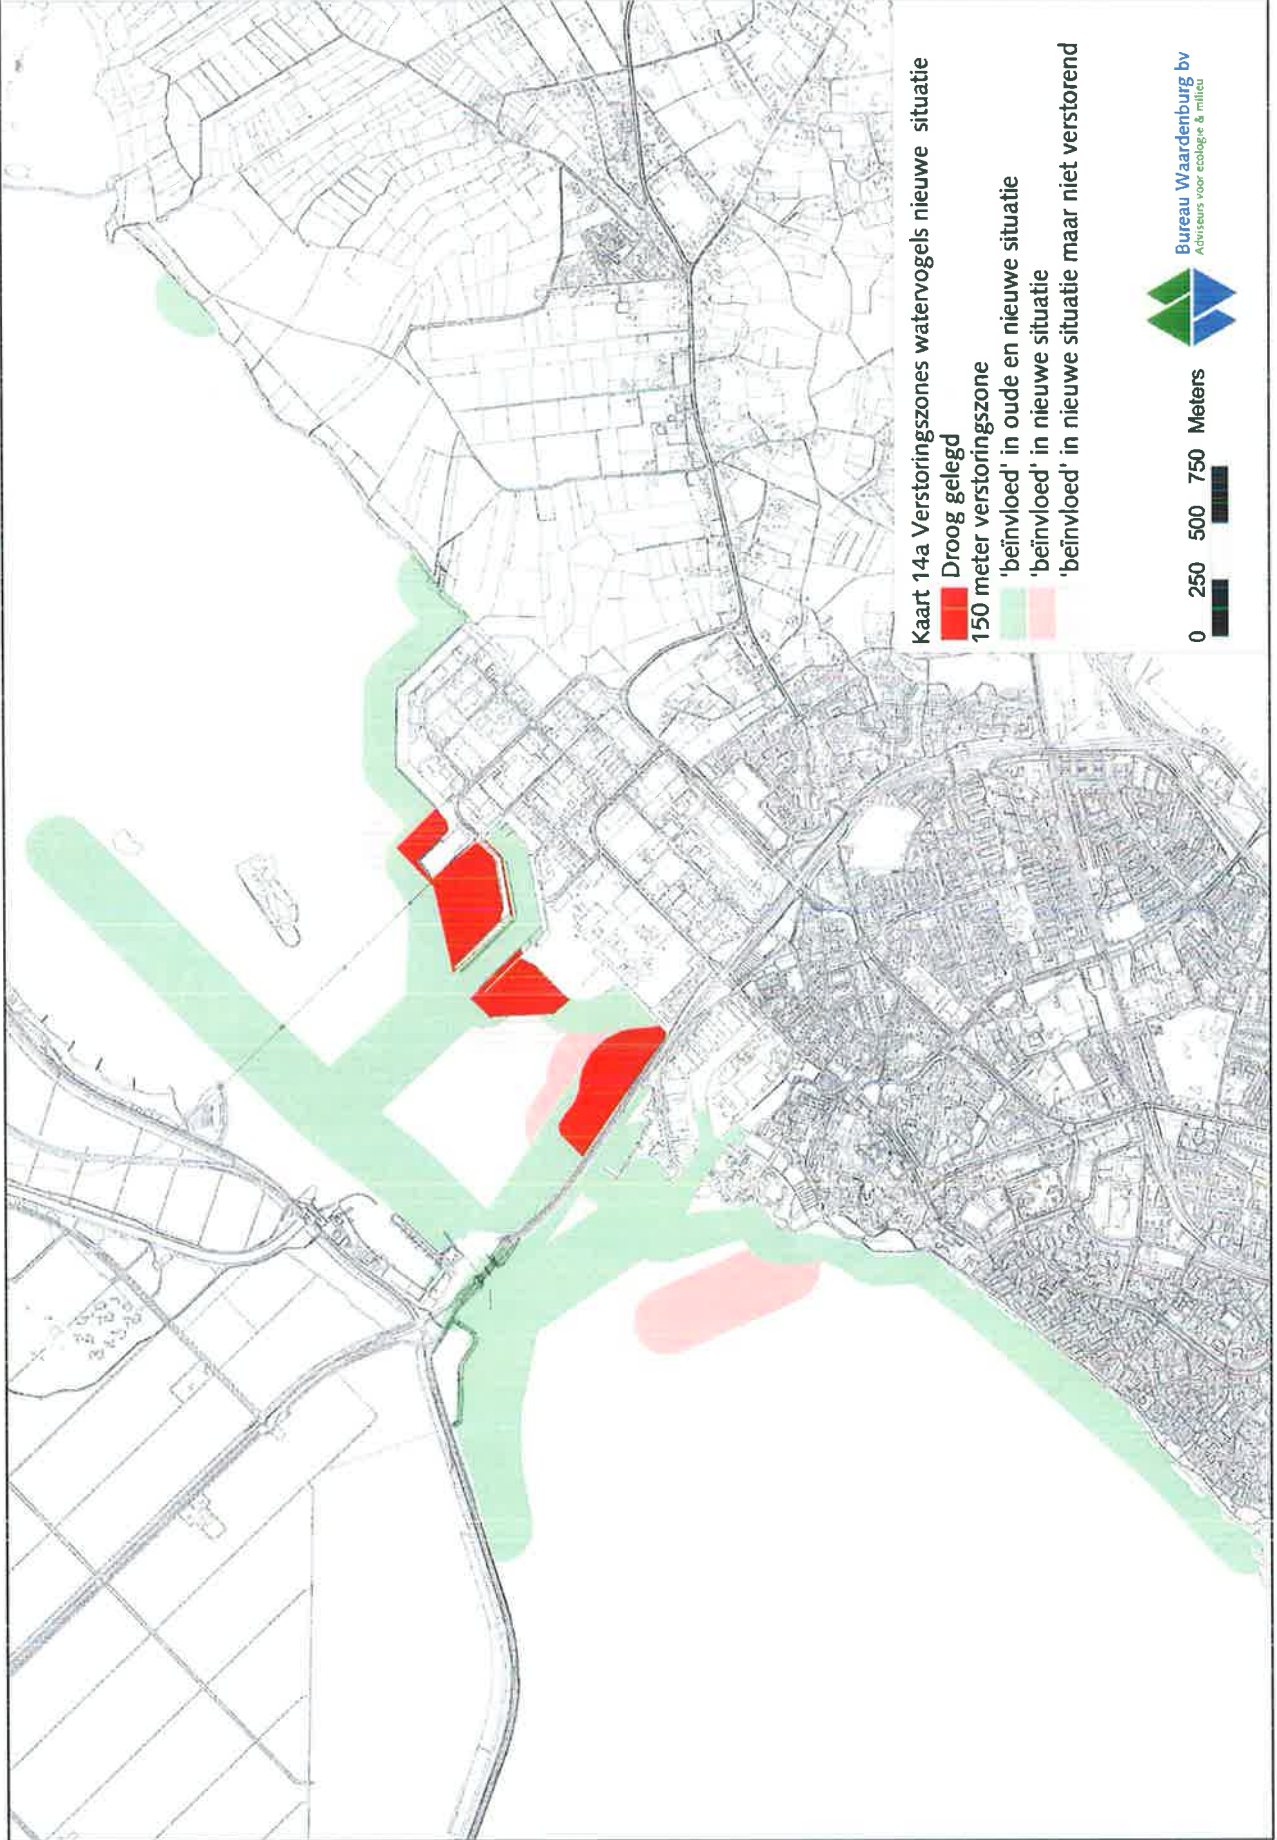 Kaart 14a Verstoringszones watervogels nieuwe situatie
Droog gelegd
150 meter verstoringszone
'beïnvloed' in oude en nieuwe situatie
'beïnvloed' in nieuwe situatie
'beïnvloed' in nieuwe situatie maar niet verstorend
0 250 500 750 Meters
Bureau Waardenburg bv
Adviseurs voor ecologie & milieu